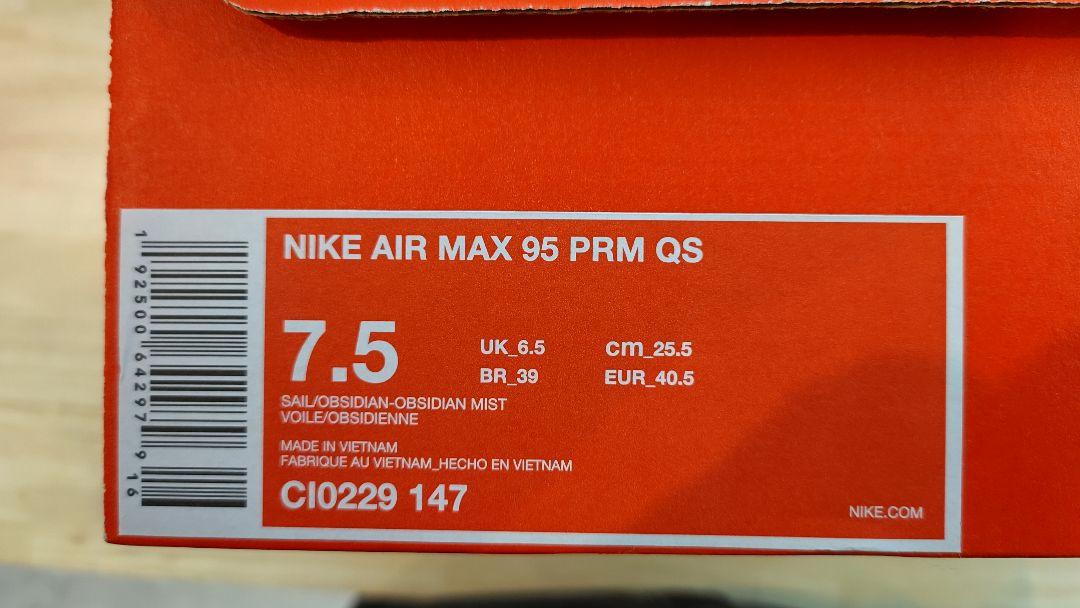 NIKE AIR MAX 95 PRM QS
7.5
UK_6.5 cm_25.5
BR_39 EUR_40.5
SAIL/OBSIDIAN-OBSIDIAN MIST
VOILE/OBSIDIENNE
MADE IN VIETNAM
FABRIQUE AU VIETNAM_HECHO EN VIETNAM
CI0229 147
NIKE.COM
1 92500 64297 9 16